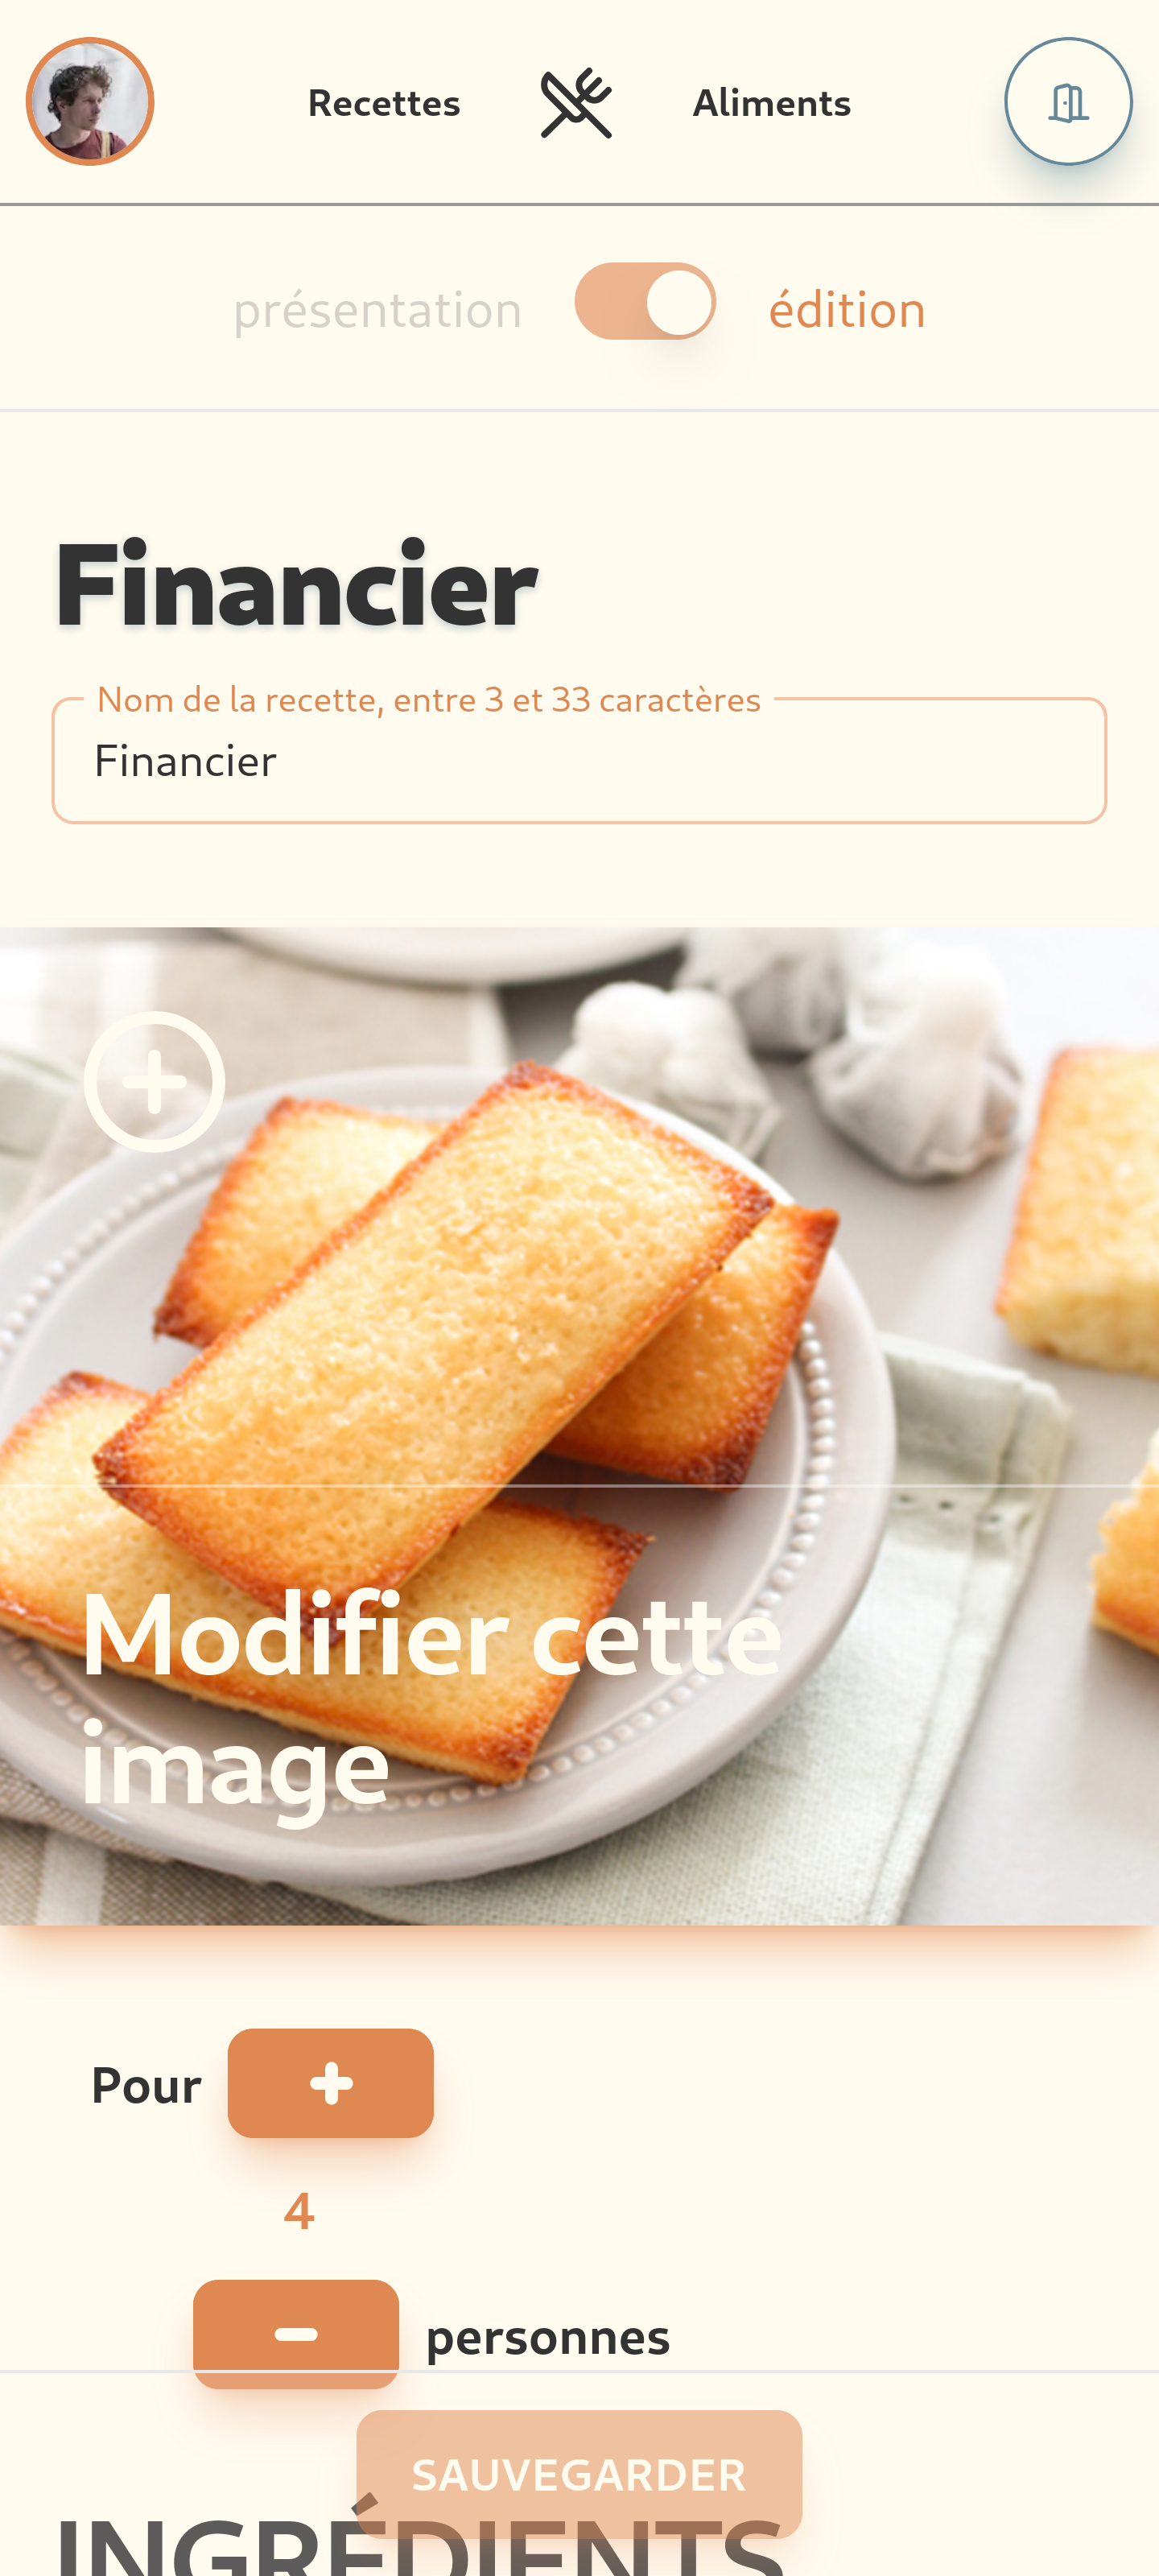 Recettes
Aliments
présentation
édition
Financier
Nom de la recette, entre 3 et 33 caractères
Financier
Modifier cette
image
Pour
4
personnes
SAUVEGARDER
INGRÉDIENTS